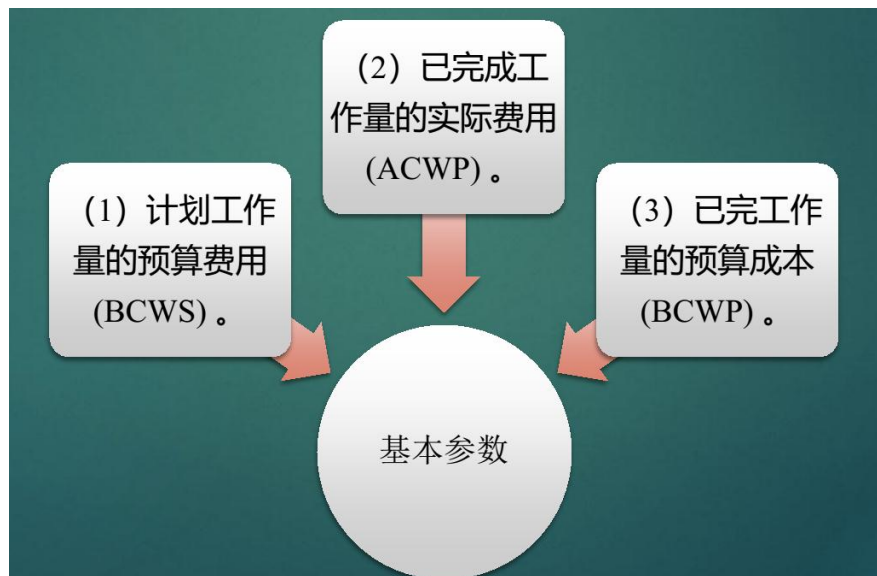 （1）计划工作
量的预算费用
(BCWS) 。
（2）已完成工
作量的实际费用
(ACWP) 。
（3）已完工作
量的预算成本
(BCWP) 。
基本参数